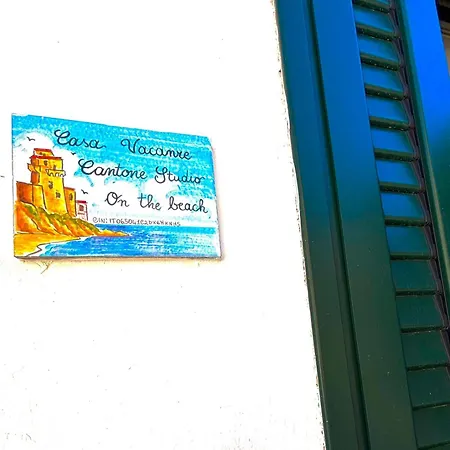 Casa Vacanze
Cantone Studio
On the beach